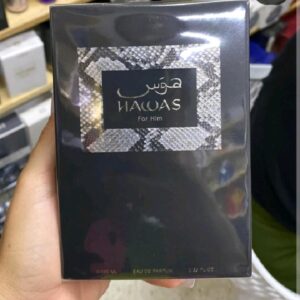 هوس
HAWAS
For Him
EAU DE PARFUM